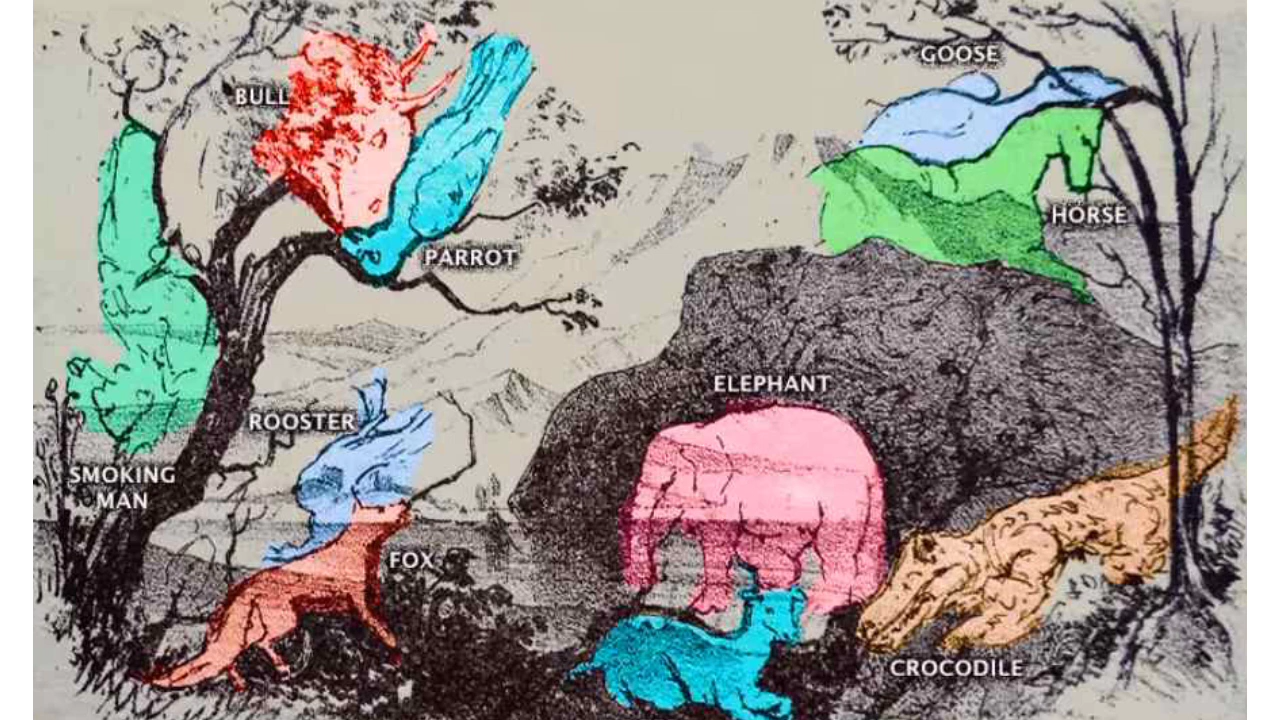 GOOSE
BULL
HORSE
PARROT
ELEPHANT
ROOSTER
SMOKING
MAN
FOX
CROCODILE